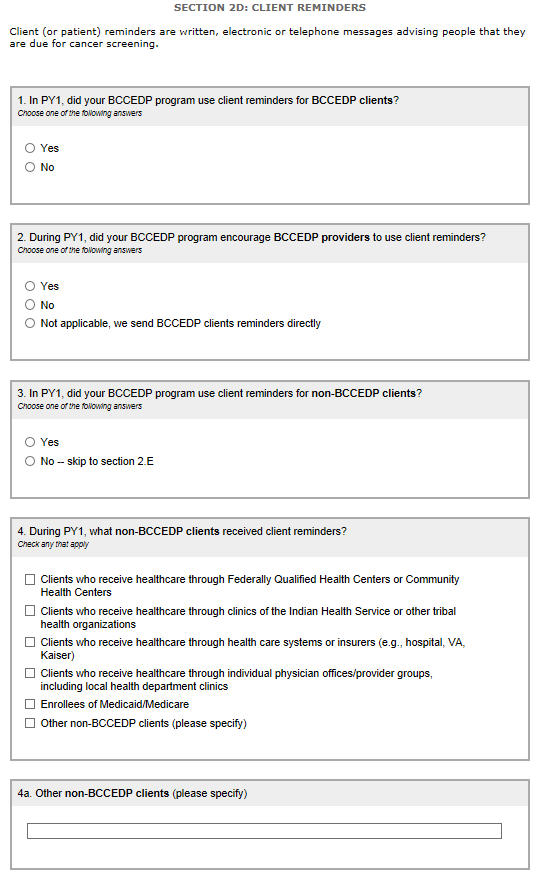 SECTION 2D: CLIENT REMINDERS
Client (or patient) reminders are written, electronic or telephone messages advising people that they
are due for cancer screening.
1. In PY1, did your BCCEDP program use client reminders for BCCEDP clients?
Choose one of the following answers
Yes
No
2. During PY1, did your BCCEDP program encourage BCCEDP providers to use client reminders?
Choose one of the following answers
Yes
No
Not applicable, we send BCCEDP clients reminders directly
3. In PY1, did your BCCEDP program use client reminders for non-BCCEDP clients?
Choose one of the following answers
Yes
No -- skip to section 2.E
4. During PY1, what non-BCCEDP clients received client reminders?
Check any that apply
Clients who receive healthcare through Federally Qualified Health Centers or Community
Health Centers
Clients who receive healthcare through clinics of the Indian Health Service or other tribal
health organizations
Clients who receive healthcare through health care systems or insurers (e.g., hospital, VA,
Kaiser)
Clients who receive healthcare through individual physician offices/provider groups,
including local health department clinics
Enrollees of Medicaid/Medicare
Other non-BCCEDP clients (please specify)
4a. Other non-BCCEDP clients (please specify)